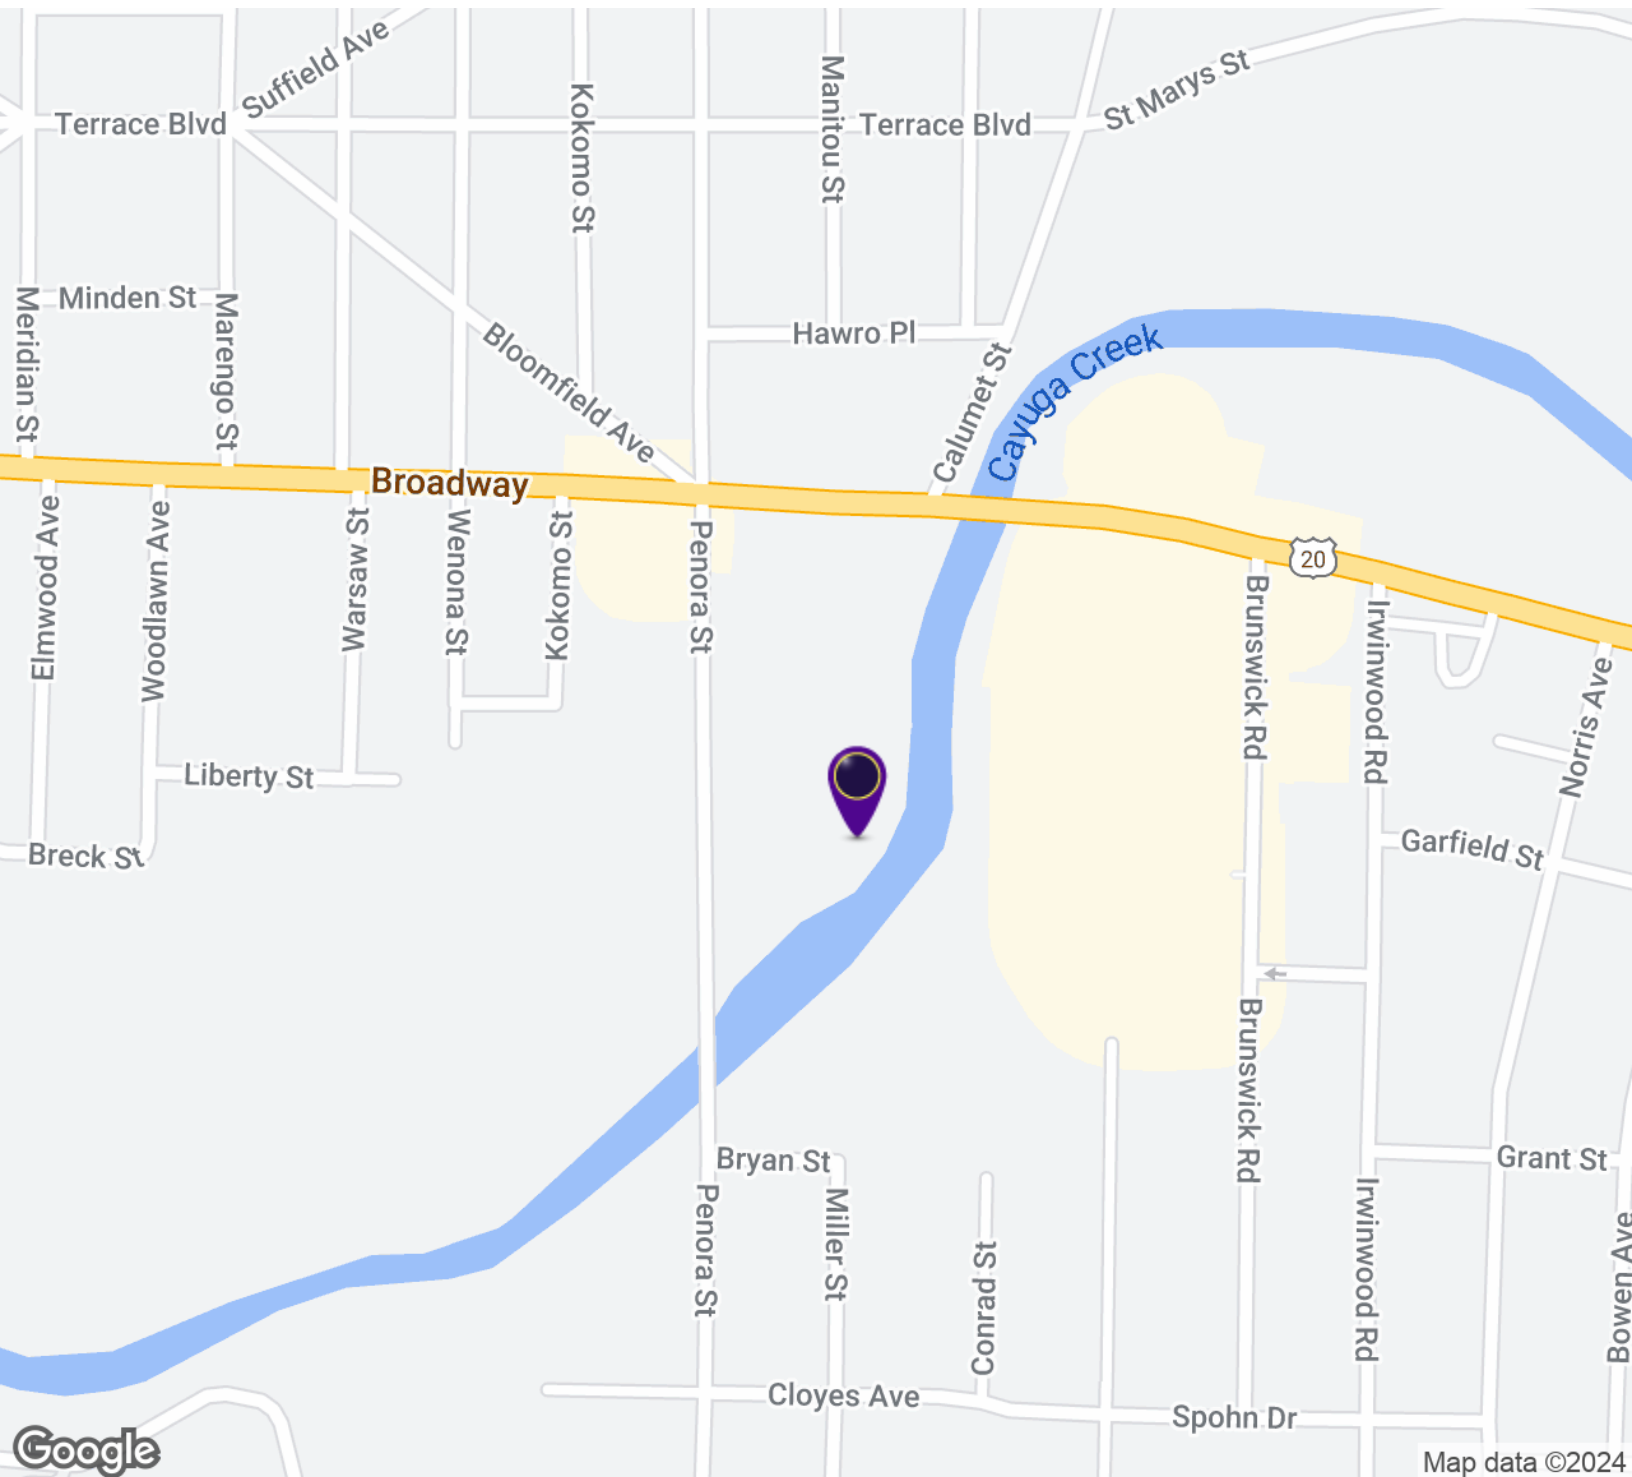 Suffield Ave
Terrace Blvd
Kokomo St
Manitou St
Terrace Blvd
St Marys St
Minden St
Meridian St
Marengo St
Bloomfield Ave
Hawro Pl
Calumet St
Cayuga Creek
Broadway
20
Elmwood Ave
Woodlawn Ave
Warsaw St
Wenona St
Kokomo St
Penora St
Brunswick Rd
Irwinwood Rd
Norris Ave
Liberty St
Breck St
Garfield St
Brunswick Rd
Bryan St
Grant St
Penora St
Miller St
Conrad St
Irwinwood Rd
Bowen Ave
Cloyes Ave
Spohn Dr
Google
Map data ©2024